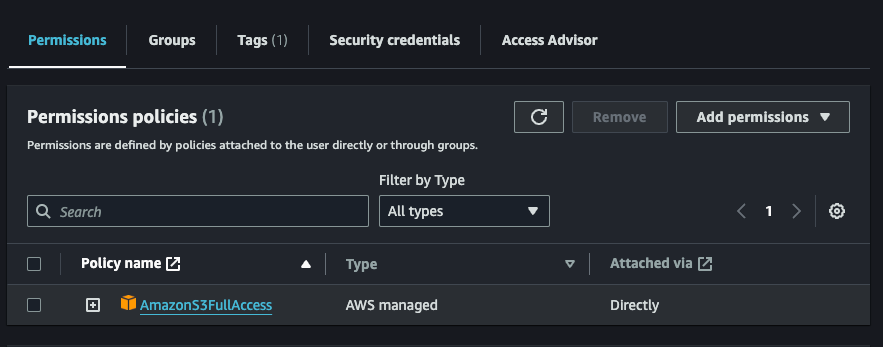 Permissions Groups Tags (1) Security credentials Access Advisor
Permissions policies (1)
Remove
Add permissions
Permissions are defined by policies attached to the user directly or through groups.
Filter by Type
Search
All types
1
Policy name Type Attached via
AmazonS3FullAccess AWS managed Directly